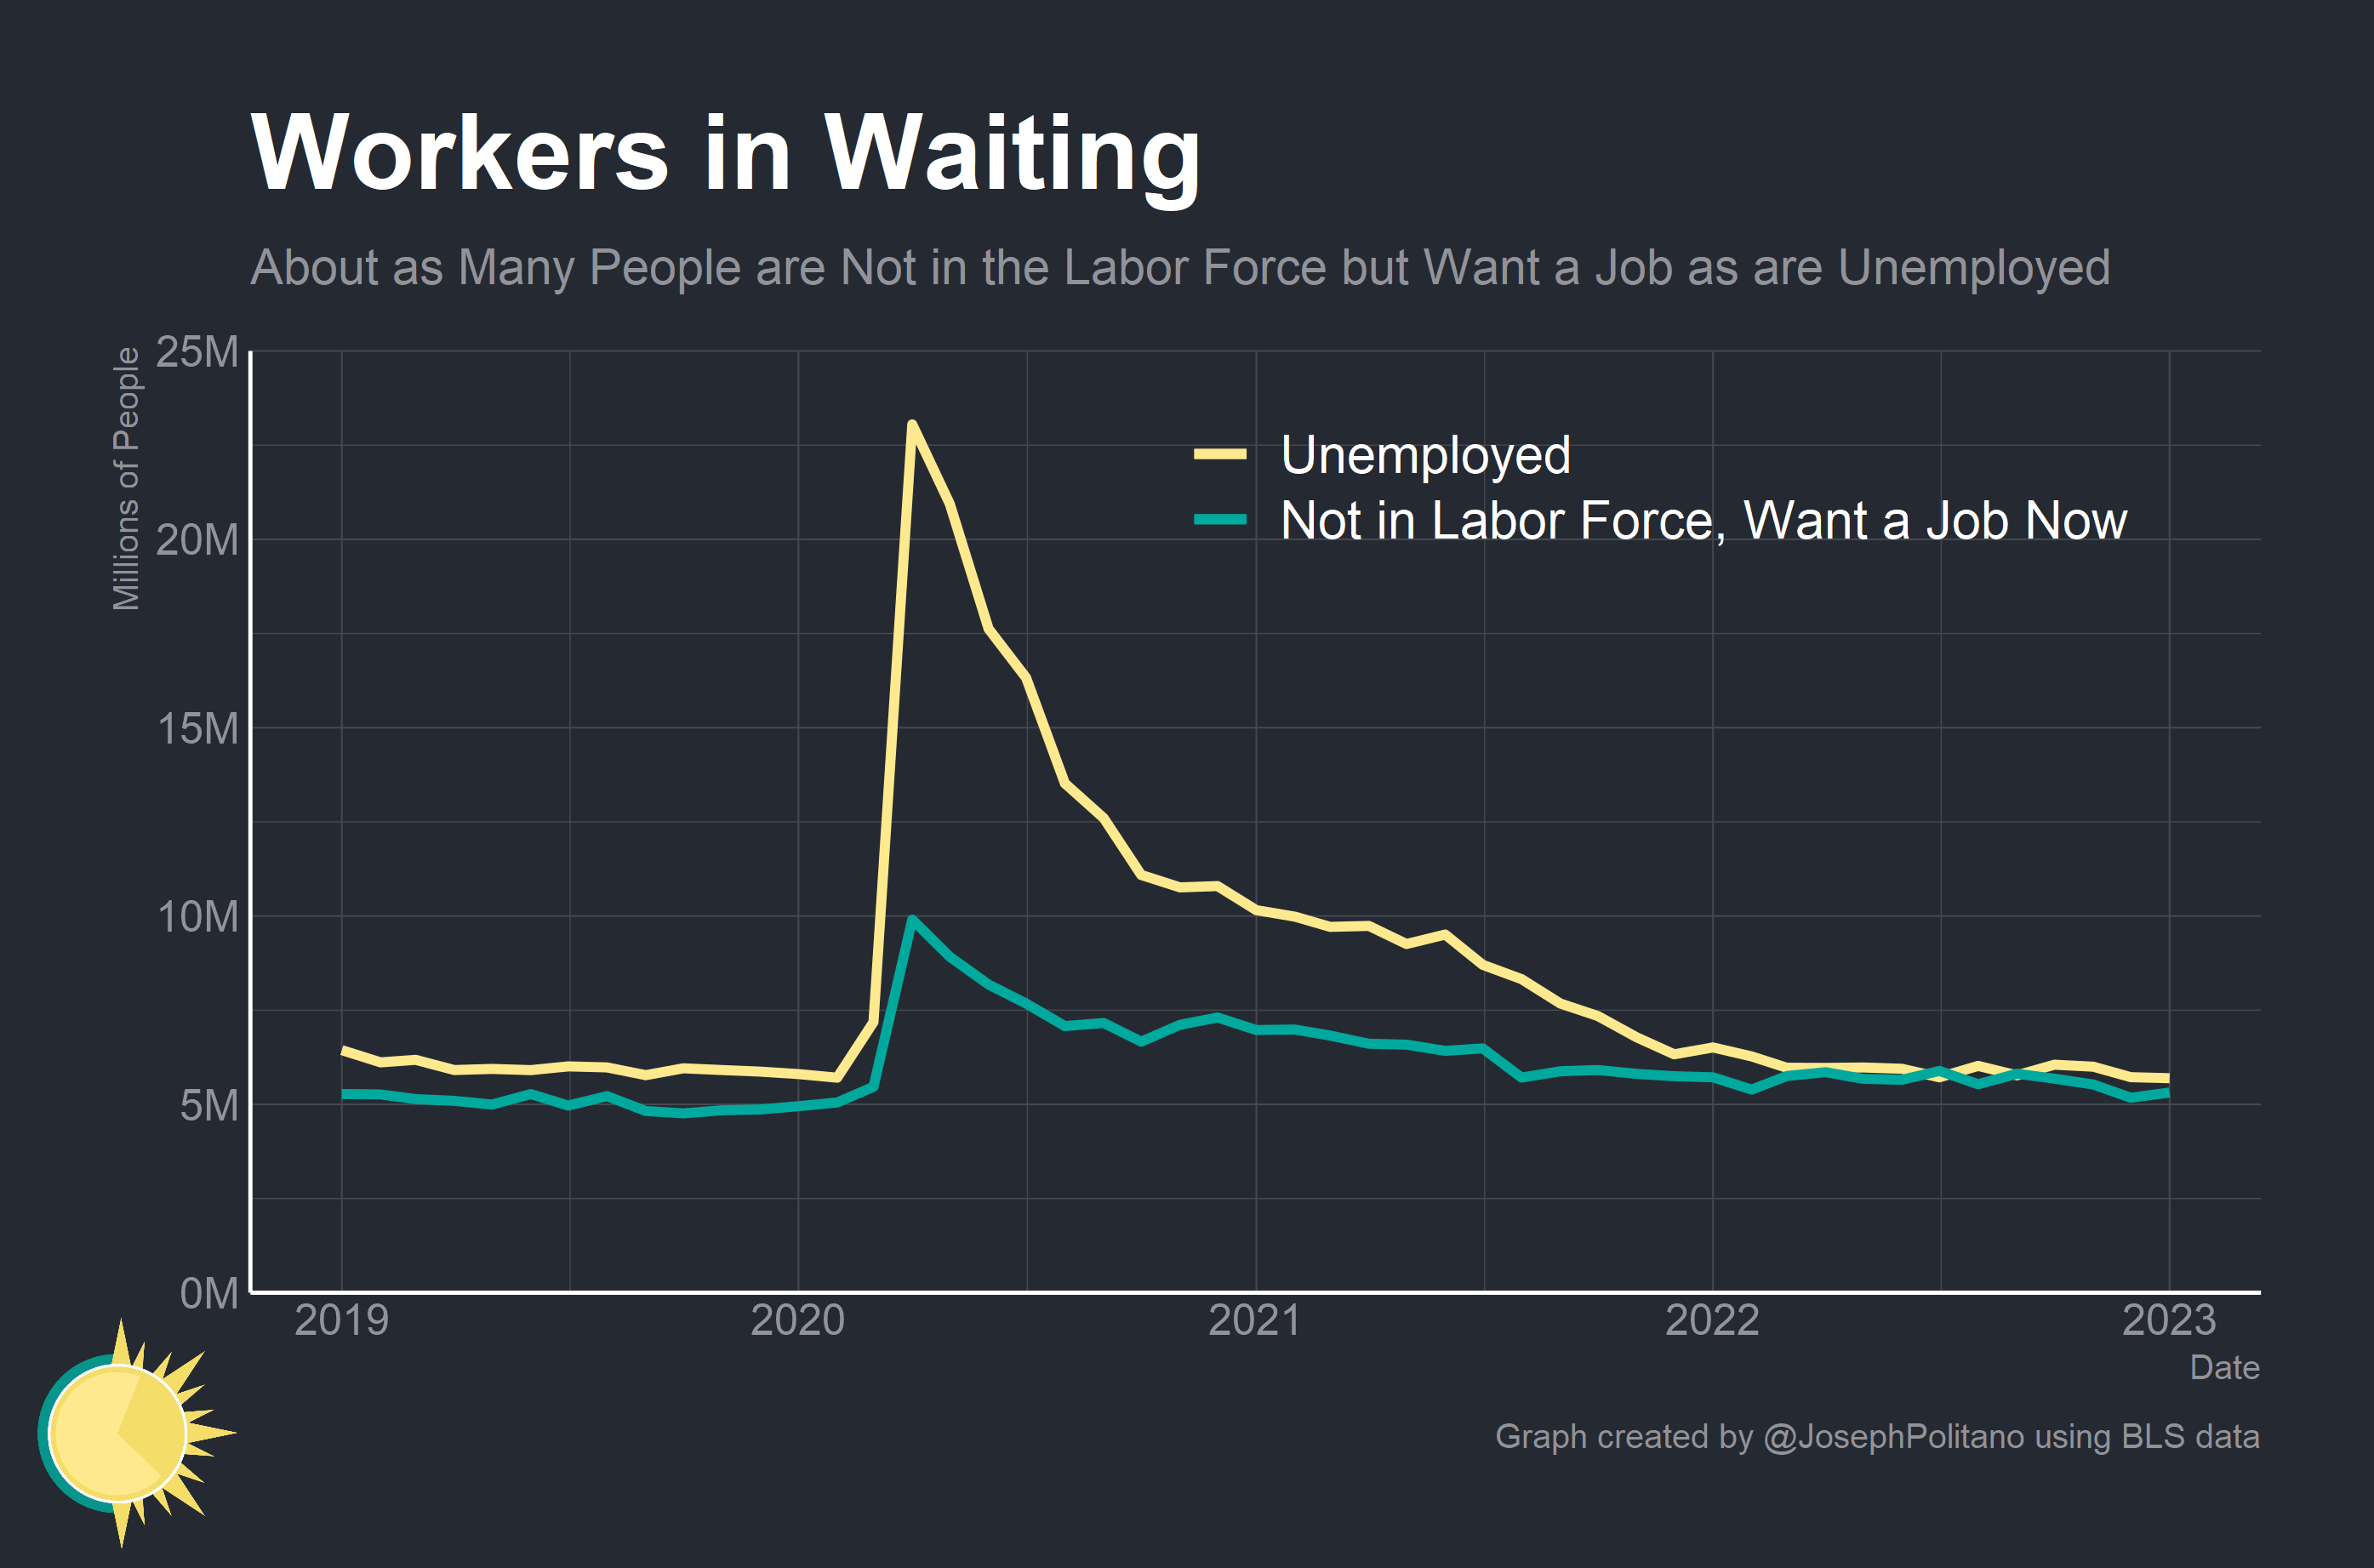 Workers in Waiting
About as Many People are Not in the Labor Force but Want a Job as are Unemployed
Millions of People
25M
20M
15M
10M
5M
0M
Unemployed
Not in Labor Force, Want a Job Now
2019 2020 2021 2022 2023
Date
Graph created by @JosephPolitano using BLS data